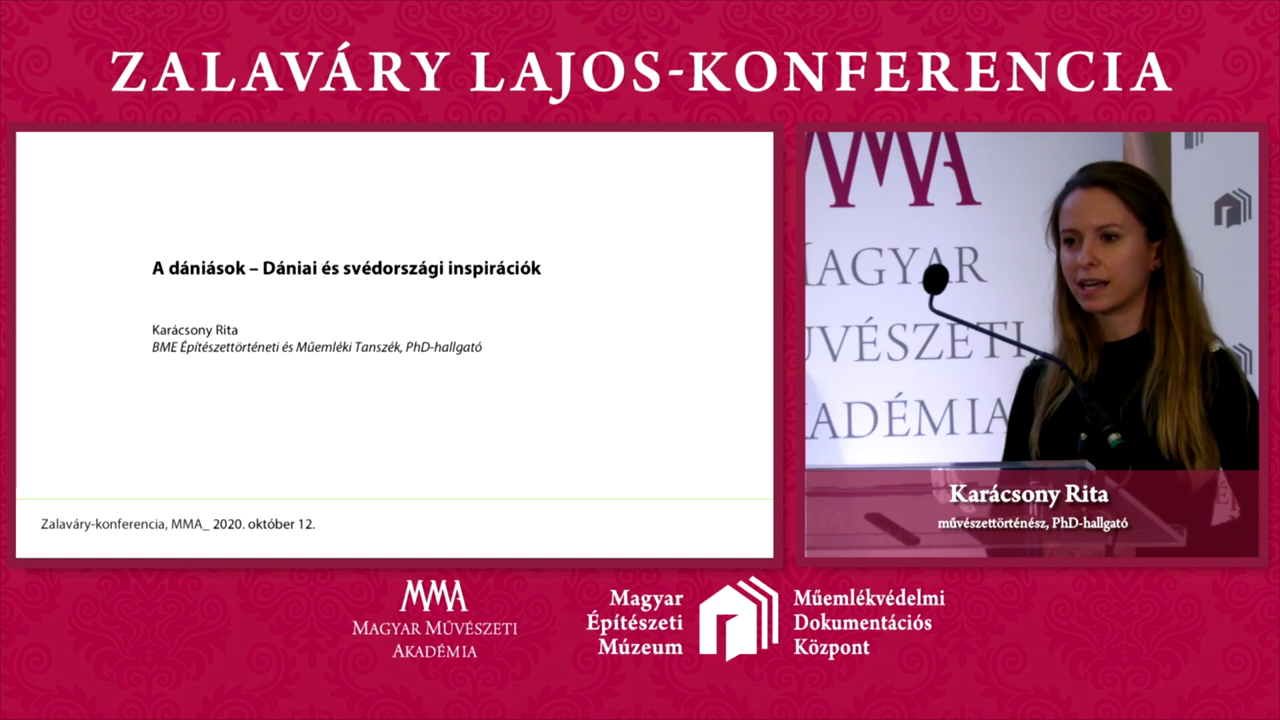 ZALAVÁRY LAJOS-KONFERENCIA
A dániások – Dániai és svédországi inspirációk
Karácsony Rita
BME Építészettörténeti és Műemléki Tanszék, PhD-hallgató
Zalaváry-konferencia, MMA_ 2020. október 12.
MMA
MAGYAR
ŰVÉSZETI
KADÉMIA
Karácsony Rita
művészettörténész, PhD-hallgató
MMA
MAGYAR MŰVÉSZETI
AKADÉMIA
Magyar
Építészeti
Múzeum
Műemlékvédelmi
Dokumentációs
Központ